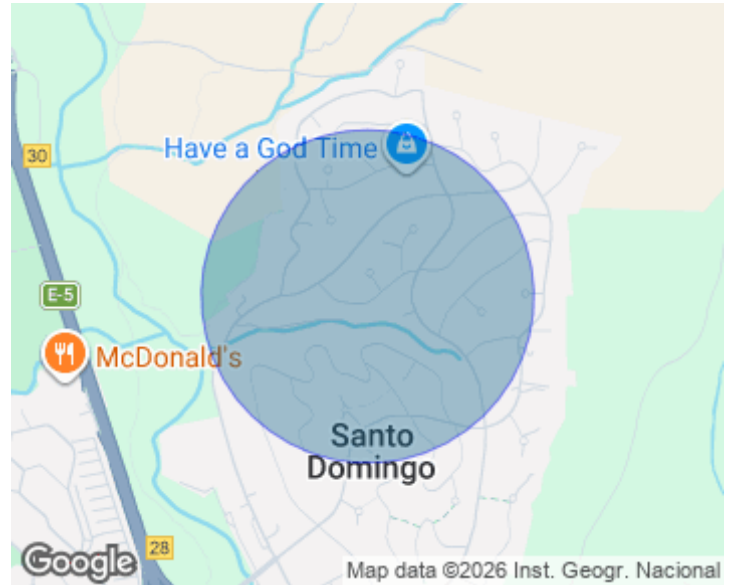 Have a God Time
30
E-5
McDonald's
Santo
Domingo
28
Google
Map data ©2026 Inst. Geogr. Nacional